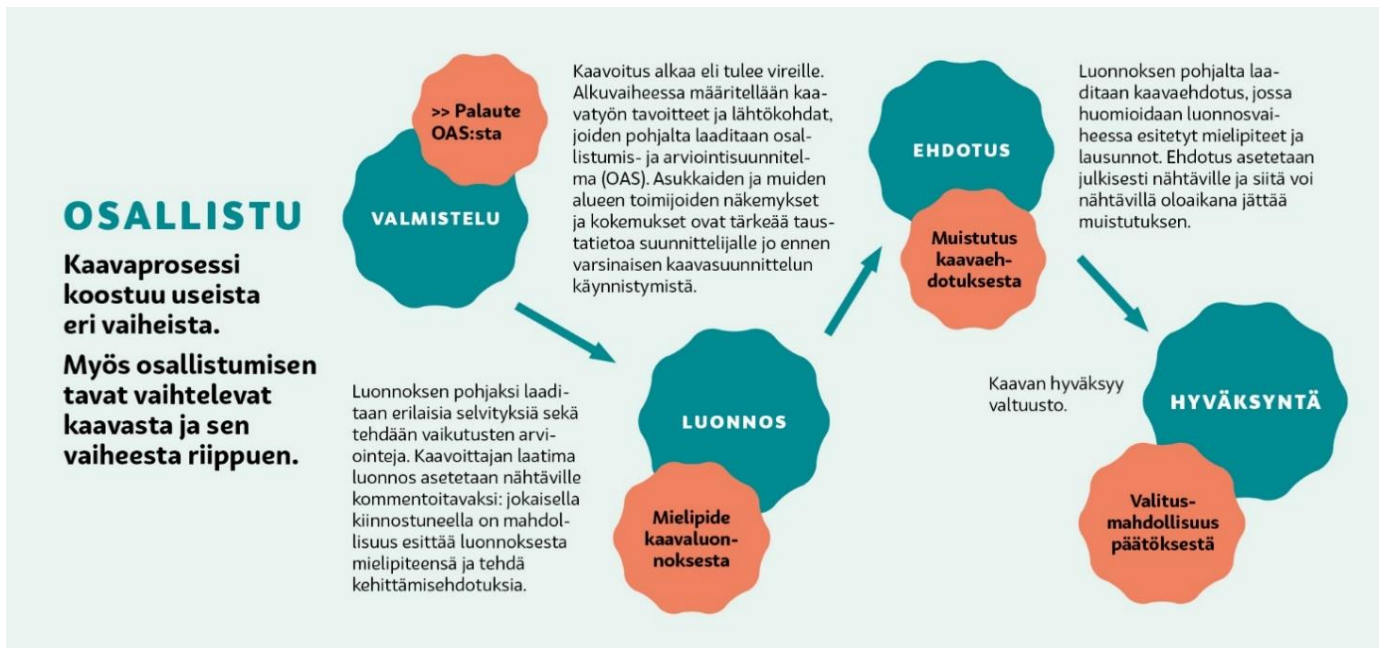 OSALLISTU
Kaavaprosessi
koostuu useista
eri vaiheista.
Myös osallistumisen
tavat vaihtelevat
kaavasta ja sen
vaiheesta riippuen.
>> Palaute
OAS:sta
VALMISTELU
Kaavoitus alkaa eli tulee vireille.
Alkuvaiheessa määritellään kaa-
vatyön tavoitteet ja lähtökohdat,
joiden pohjalta laaditaan osal-
listumis- ja arviointisuunnitel-
ma (OAS). Asukkaiden ja muiden
alueen toimijoiden näkemykset
ja kokemukset ovat tärkeää taus-
tatietoa suunnittelijalle jo ennen
varsinaisen kaavasuunnittelun
käynnistymistä.
Luonnoksen pohjaksi laadi-
taan erilaisia selvityksiä sekä
tehdään vaikutusten arvi-
ointeja. Kaavoittajan laatima
luonnos asetetaan nähtäville
kommentoitavaksi: jokaisella
kiinnostuneella on mahdol-
lisuus esittää luonnoksesta
mielipiteensä ja tehdä
kehittämisehdotuksia.
LUONNOS
Mielipide
kaavaluon-
noksesta
EHDOTUS
Muistutus
kaavaeh-
dotuksesta
Luonnoksen pohjalta laa-
ditaan kaavaehdotus, jossa
huomioidaan luonnosvai-
heessa esitetyt mielipiteet ja
lausunnot. Ehdotus asetetaan
julkisesti nähtäville ja siitä voi
nähtävillä oloaikana jättää
muistutuksen.
Kaavan hyväksyy
valtuusto.
HYVÄKSYNTÄ
Valitus-
mahdollisuus
päätöksestä